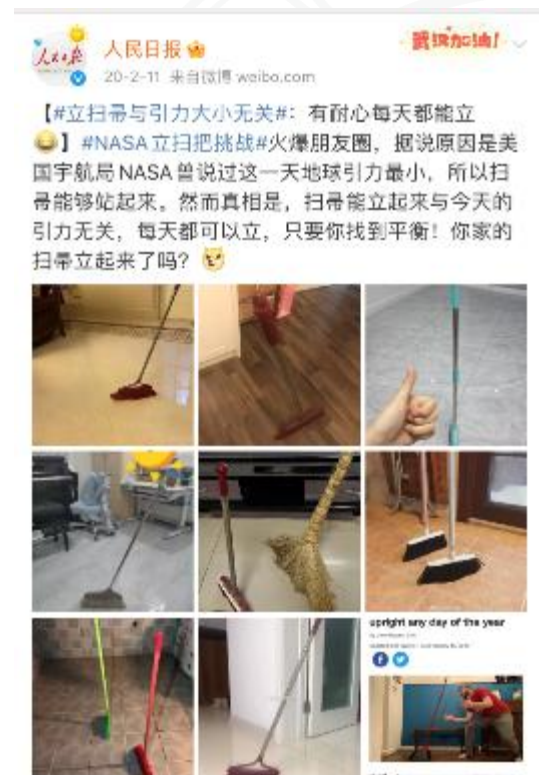 人民日报
武汉加油!
20-2-11 来自微博 weibo.com
【#立扫帚与引力大小无关#：有耐心每天都能立
】#NASA立扫把挑战#火爆朋友圈，据说原因是美
国宇航局NASA曾说过这一天地球引力最小，所以扫
帚能够站起来。然而真相是，扫帚能立起来与今天的
引力无关，每天都可以立，只要你找到平衡！你家的
扫帚立起来了吗？
upright any day of the year